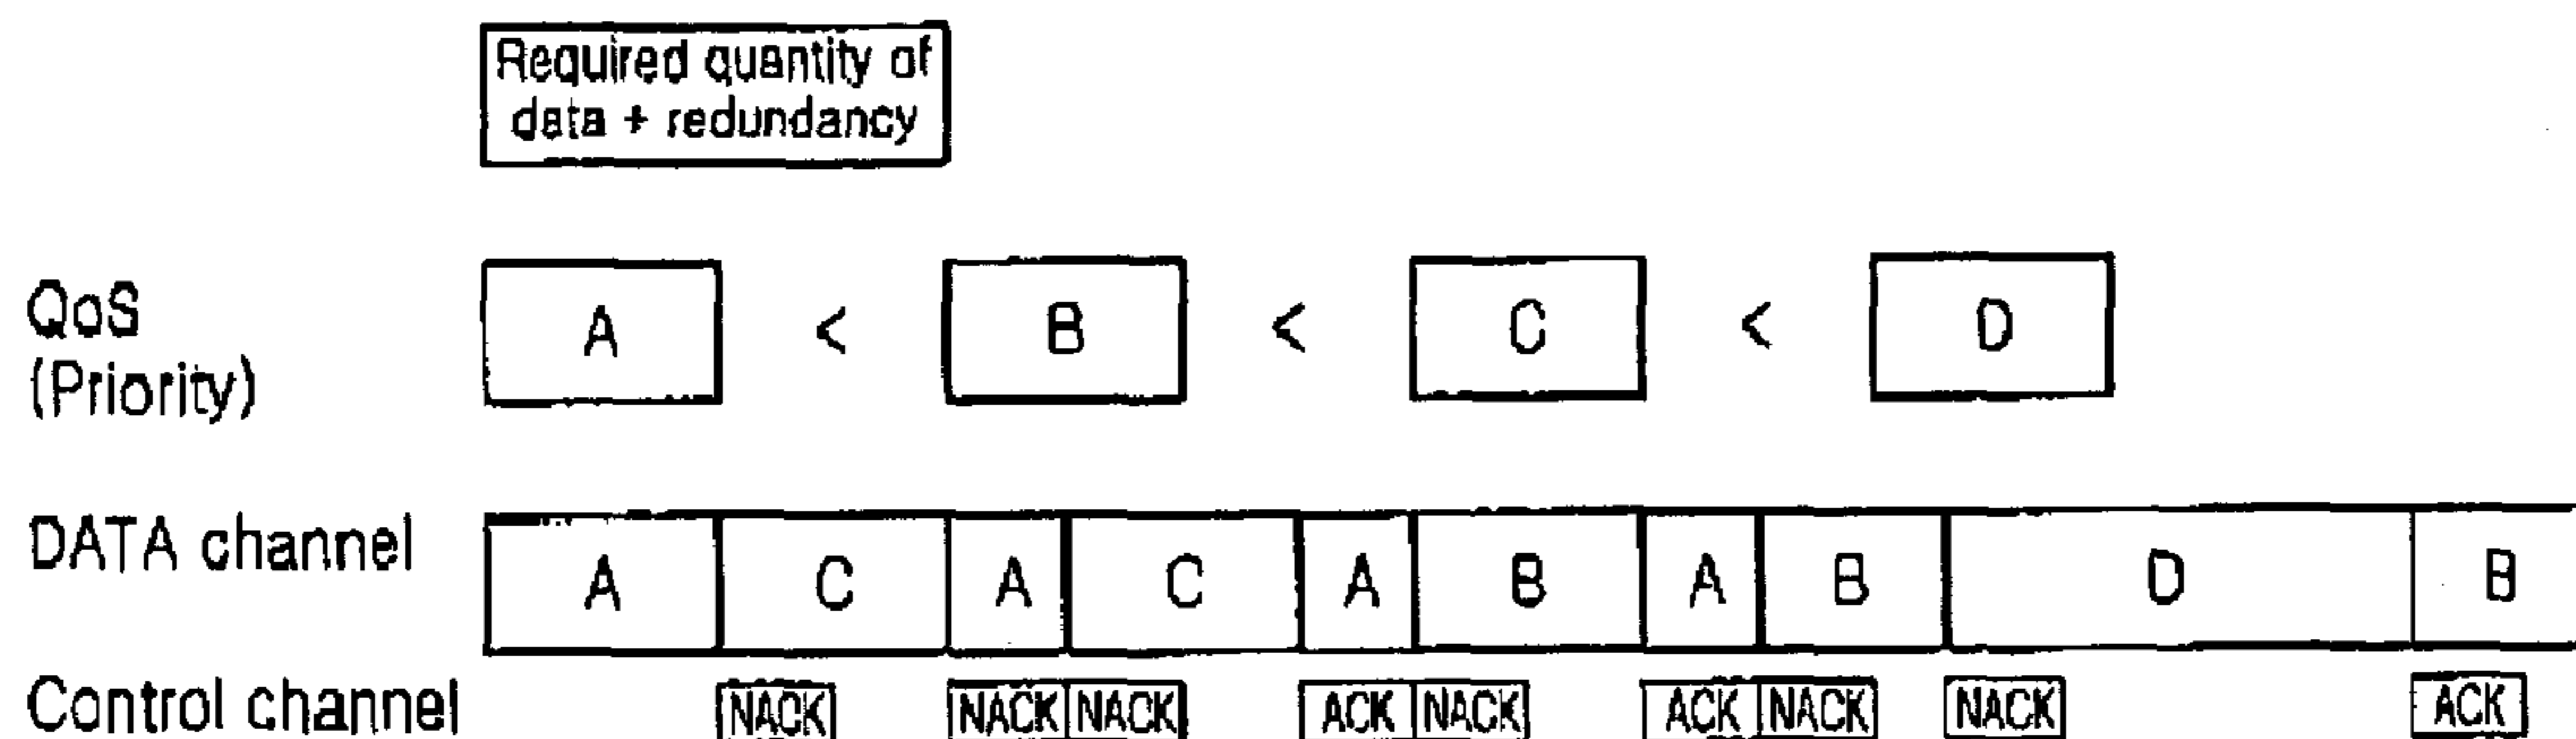 Required quantity of
data + redundancy
QoS
(Priority)
A < B < C < D
DATA channel A C A C A B A B D B
Control channel NACK NACK NACK ACK NACK ACK NACK NACK ACK